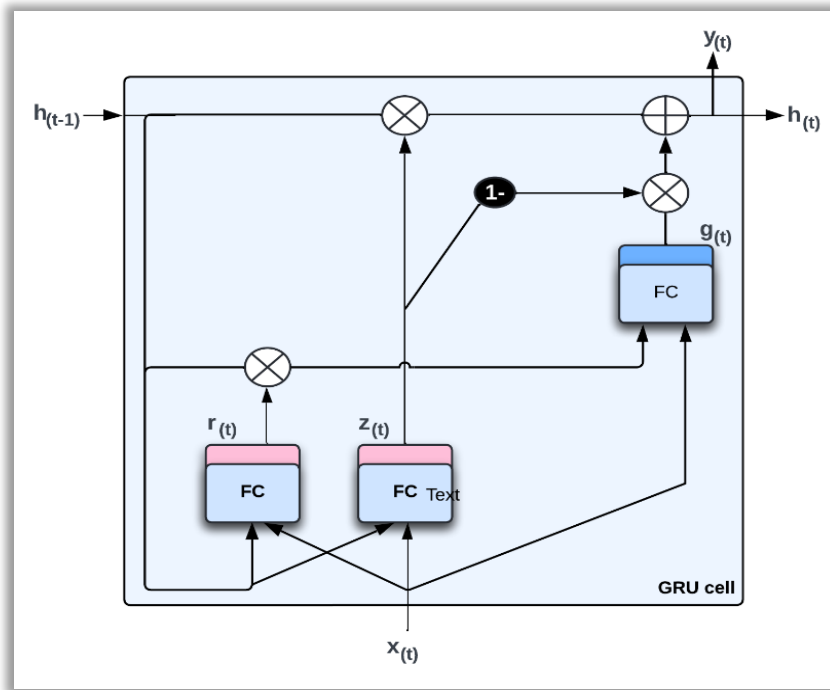 y(t)
h(t-1)
h(t)
1-
g(t)
FC
r(t)
z(t)
FC
FC
Text
GRU cell
x(t)